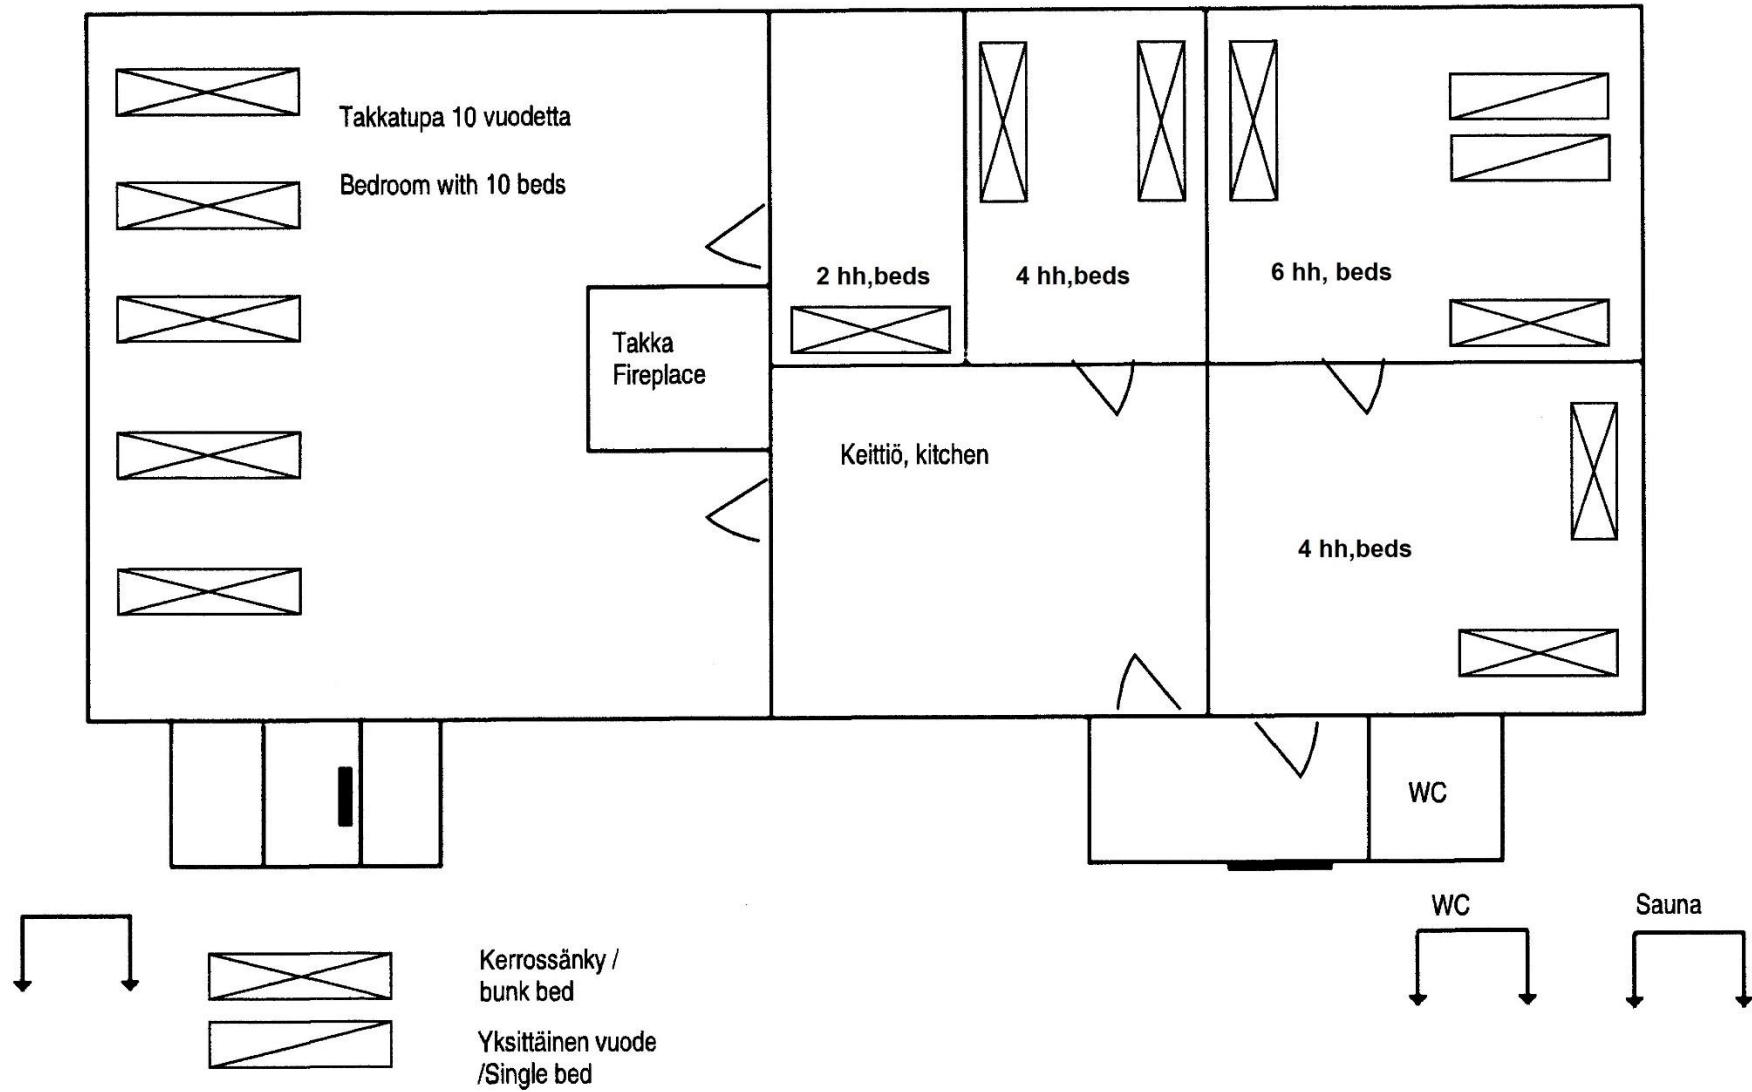 Takkatupa 10 vuodetta
Bedroom with 10 beds
2 hh,beds
4 hh,beds
6 hh, beds
Takka
Fireplace
Keittiö, kitchen
4 hh,beds
WC
WC
Sauna
Kerrossänky /
bunk bed
Yksittäinen vuode
/Single bed